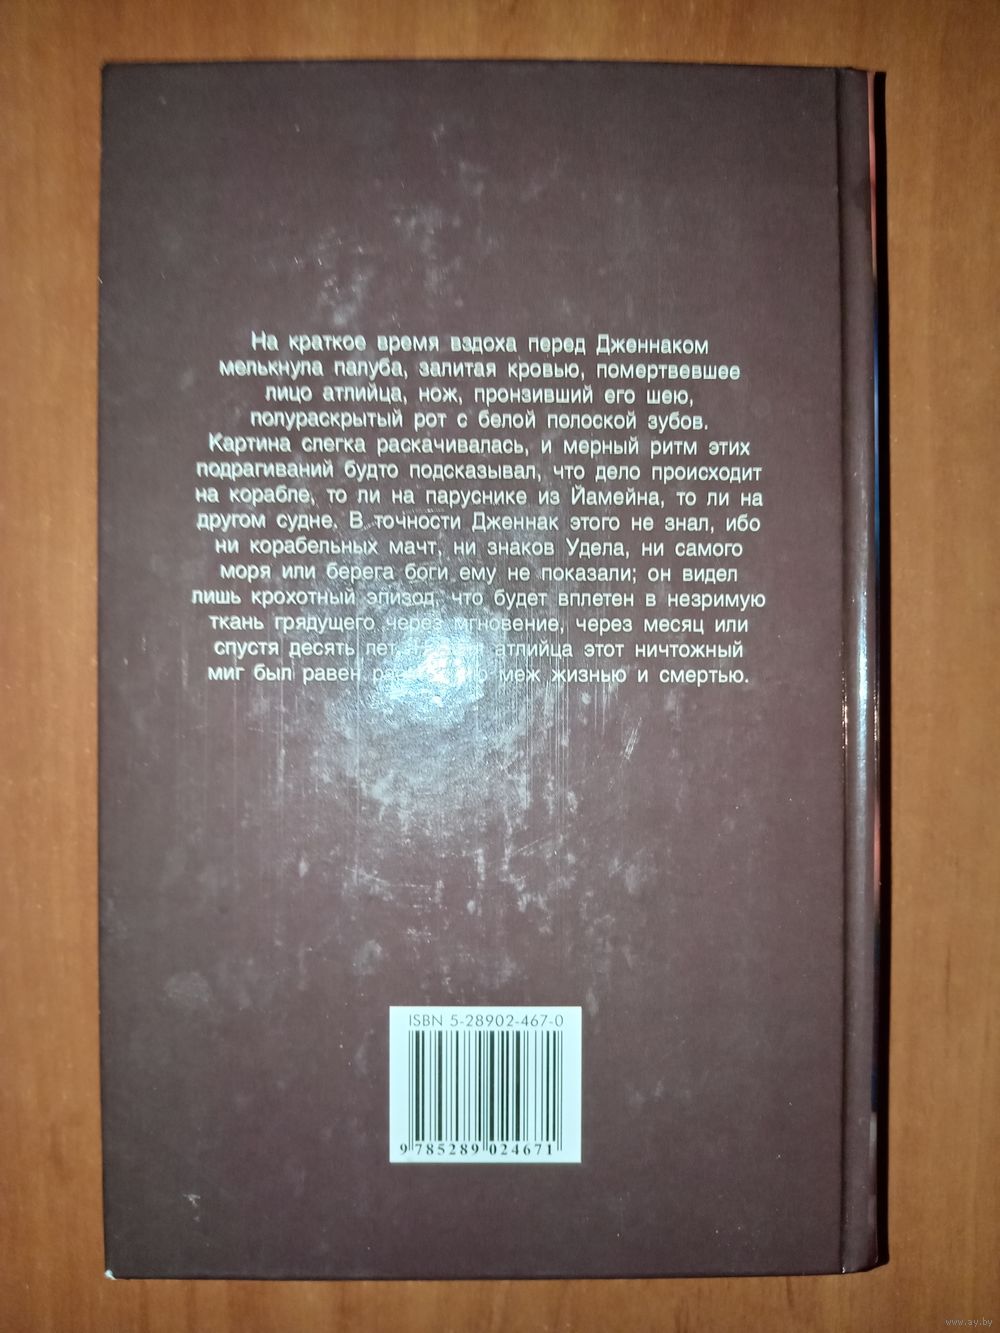 На краткое время вздоха перед Дженнаком
мелькнула палуба, залитая кровью, помертвевшее
лицо атлийца, нож, пронзивший его шею,
полураскрытый рот с белой полоской зубов.
Картина слегка раскачивалась, и мерный ритм этих
подрагиваний будто подсказывал, что дело происходит
на корабле, то ли на паруснике из Йамейна, то ли на
другом судне. В точности Дженнак этого не знал, ибо
ни корабельных мачт, ни знаков Удела, ни самого
моря или берега боги ему не показали; он видел
лишь крохотный эпизод, что будет вплетен в незримую
ткань грядущего через мгновение, через месяц или
спустя десять лет атлийца этот ничтожный
миг был равен меж жизнью и смертью.
ISBN 5-28902-467-0
9 785289 024671
www.ay.by